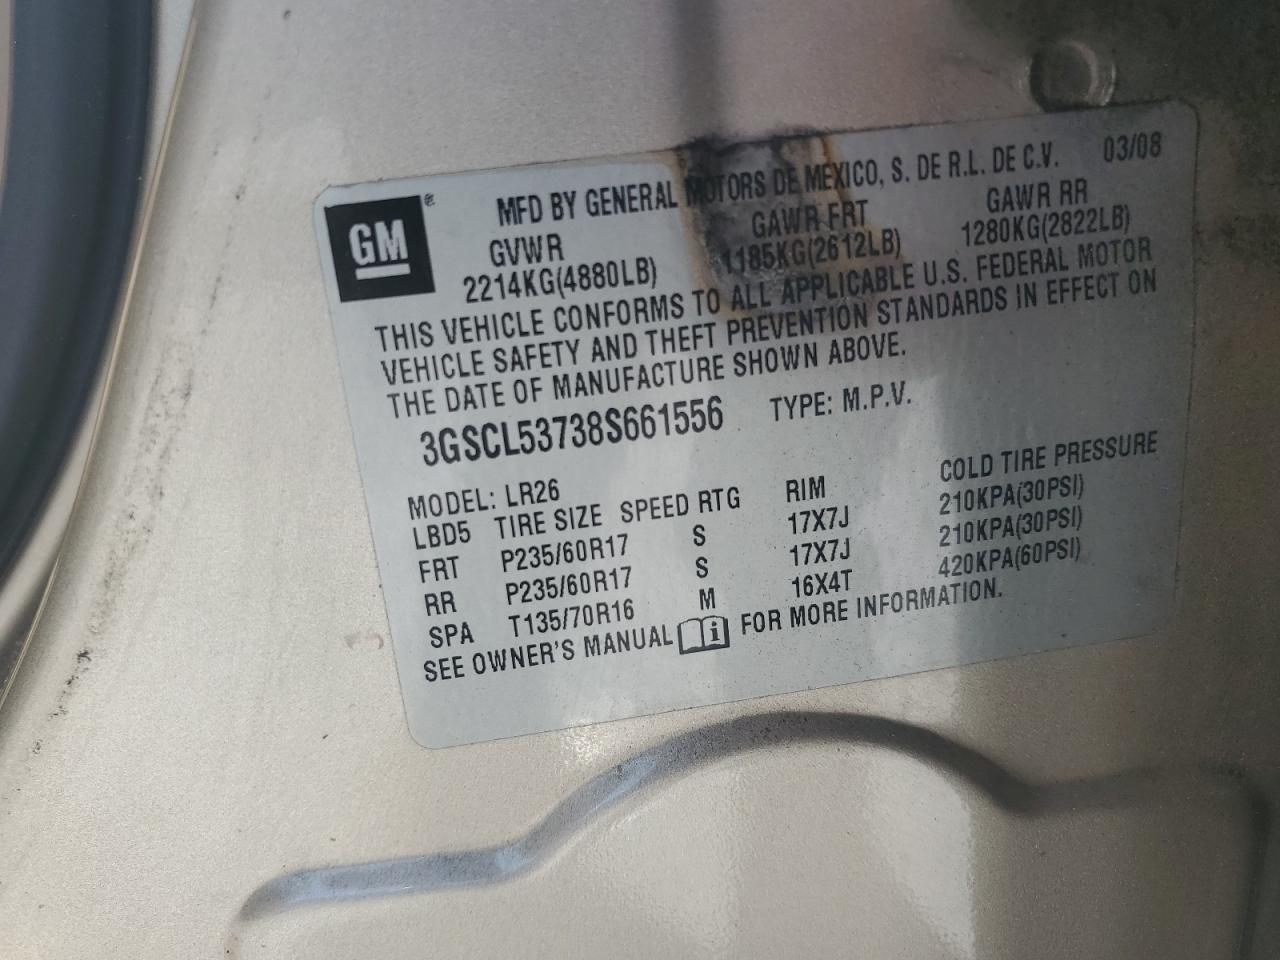 GM ® MFD BY GENERAL MOTORS DE MEXICO, S. DE R.L. DE C.V. 03/08
GVWR GAWR FRT GAWR RR
2214KG(4880LB) 1185KG(2612LB) 1280KG(2822LB)
THIS VEHICLE CONFORMS TO ALL APPLICABLE U.S. FEDERAL MOTOR
VEHICLE SAFETY AND THEFT PREVENTION STANDARDS IN EFFECT ON
THE DATE OF MANUFACTURE SHOWN ABOVE.
3GSCL53738S661556 TYPE: M.P.V.
MODEL: LR26
LBD5 TIRE SIZE SPEED RTG RIM COLD TIRE PRESSURE
FRT P235/60R17 S 17X7J 210KPA(30PSI)
RR P235/60R17 S 17X7J 210KPA(30PSI)
SPA T135/70R16 M 16X4T 420KPA(60PSI)
SEE OWNER'S MANUAL i FOR MORE INFORMATION.